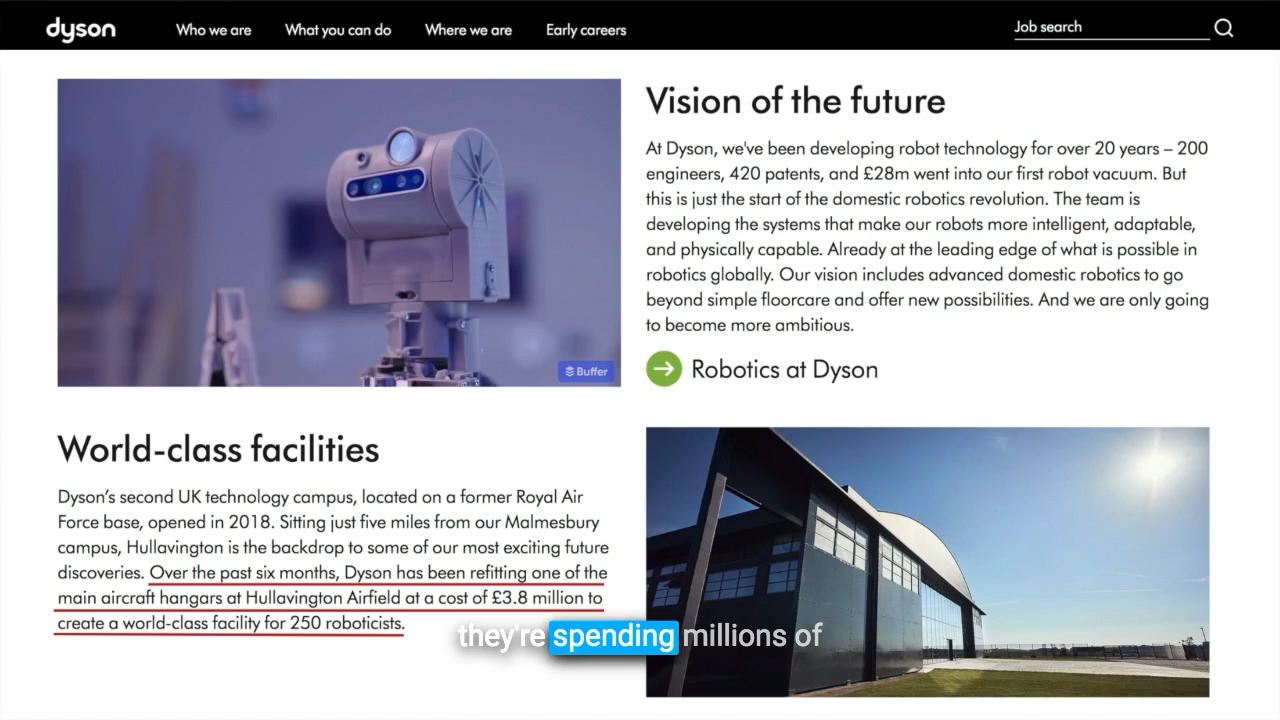 dyson
Who we are
What you can do
Where we are
Early careers
Job search
Buffer
Vision of the future
At Dyson, we've been developing robot technology for over 20 years – 200
engineers, 420 patents, and £28m went into our first robot vacuum. But
this is just the start of the domestic robotics revolution. The team is
developing the systems that make our robots more intelligent, adaptable,
and physically capable. Already at the leading edge of what is possible in
robotics globally. Our vision includes advanced domestic robotics to go
beyond simple floorcare and offer new possibilities. And we are only going
to become more ambitious.
Robotics at Dyson
World-class facilities
Dyson’s second UK technology campus, located on a former Royal Air
Force base, opened in 2018. Sitting just five miles from our Malmesbury
campus, Hullavington is the backdrop to some of our most exciting future
discoveries. Over the past six months, Dyson has been refitting one of the
main aircraft hangars at Hullavington Airfield at a cost of £3.8 million to
create a world-class facility for 250 roboticists.
they're spending millions of